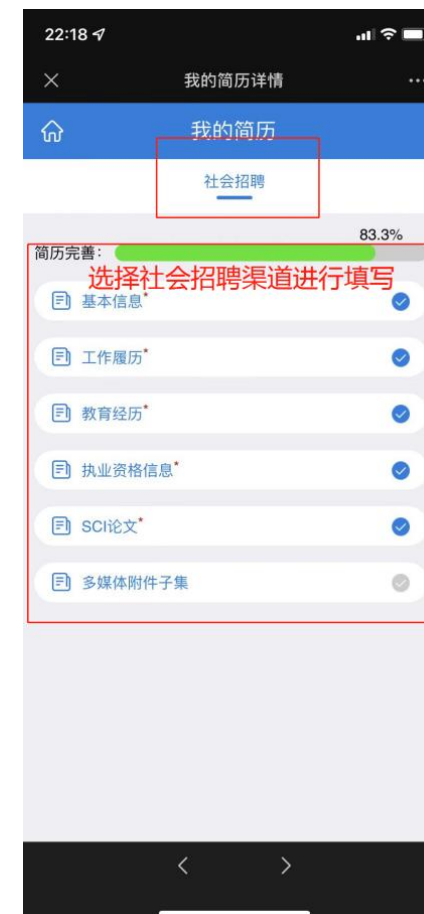 22:18
我的简历详情
我的简历
社会招聘
83.3%
简历完善：
选择社会招聘渠道进行填写
基本信息*
工作履历*
教育经历*
执业资格信息*
SCI论文*
多媒体附件子集